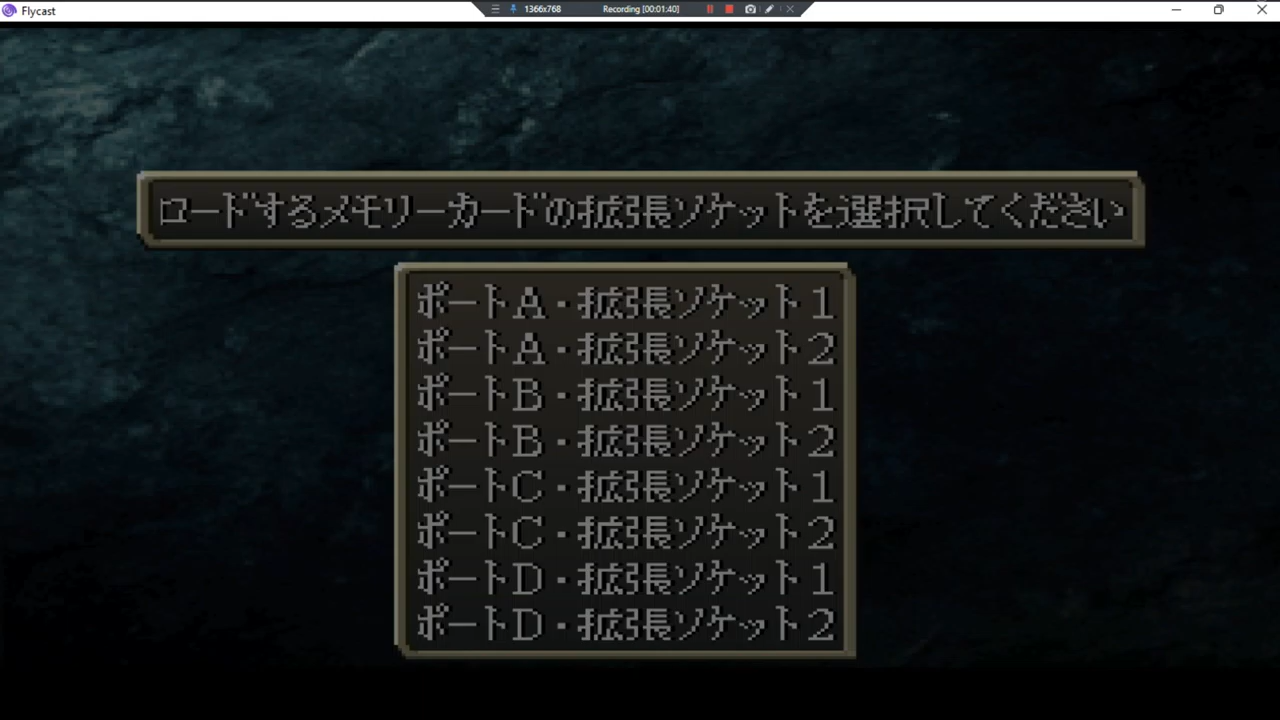 Flycast
1366x768
Recording [00:01:40]
ロードするメモリーカードの拡張ソケットを選択してください
ポートA・拡張ソケット1
ポートA・拡張ソケット2
ポートB・拡張ソケット1
ポートB・拡張ソケット2
ポートC・拡張ソケット1
ポートC・拡張ソケット2
ポートD・拡張ソケット1
ポートD・拡張ソケット2